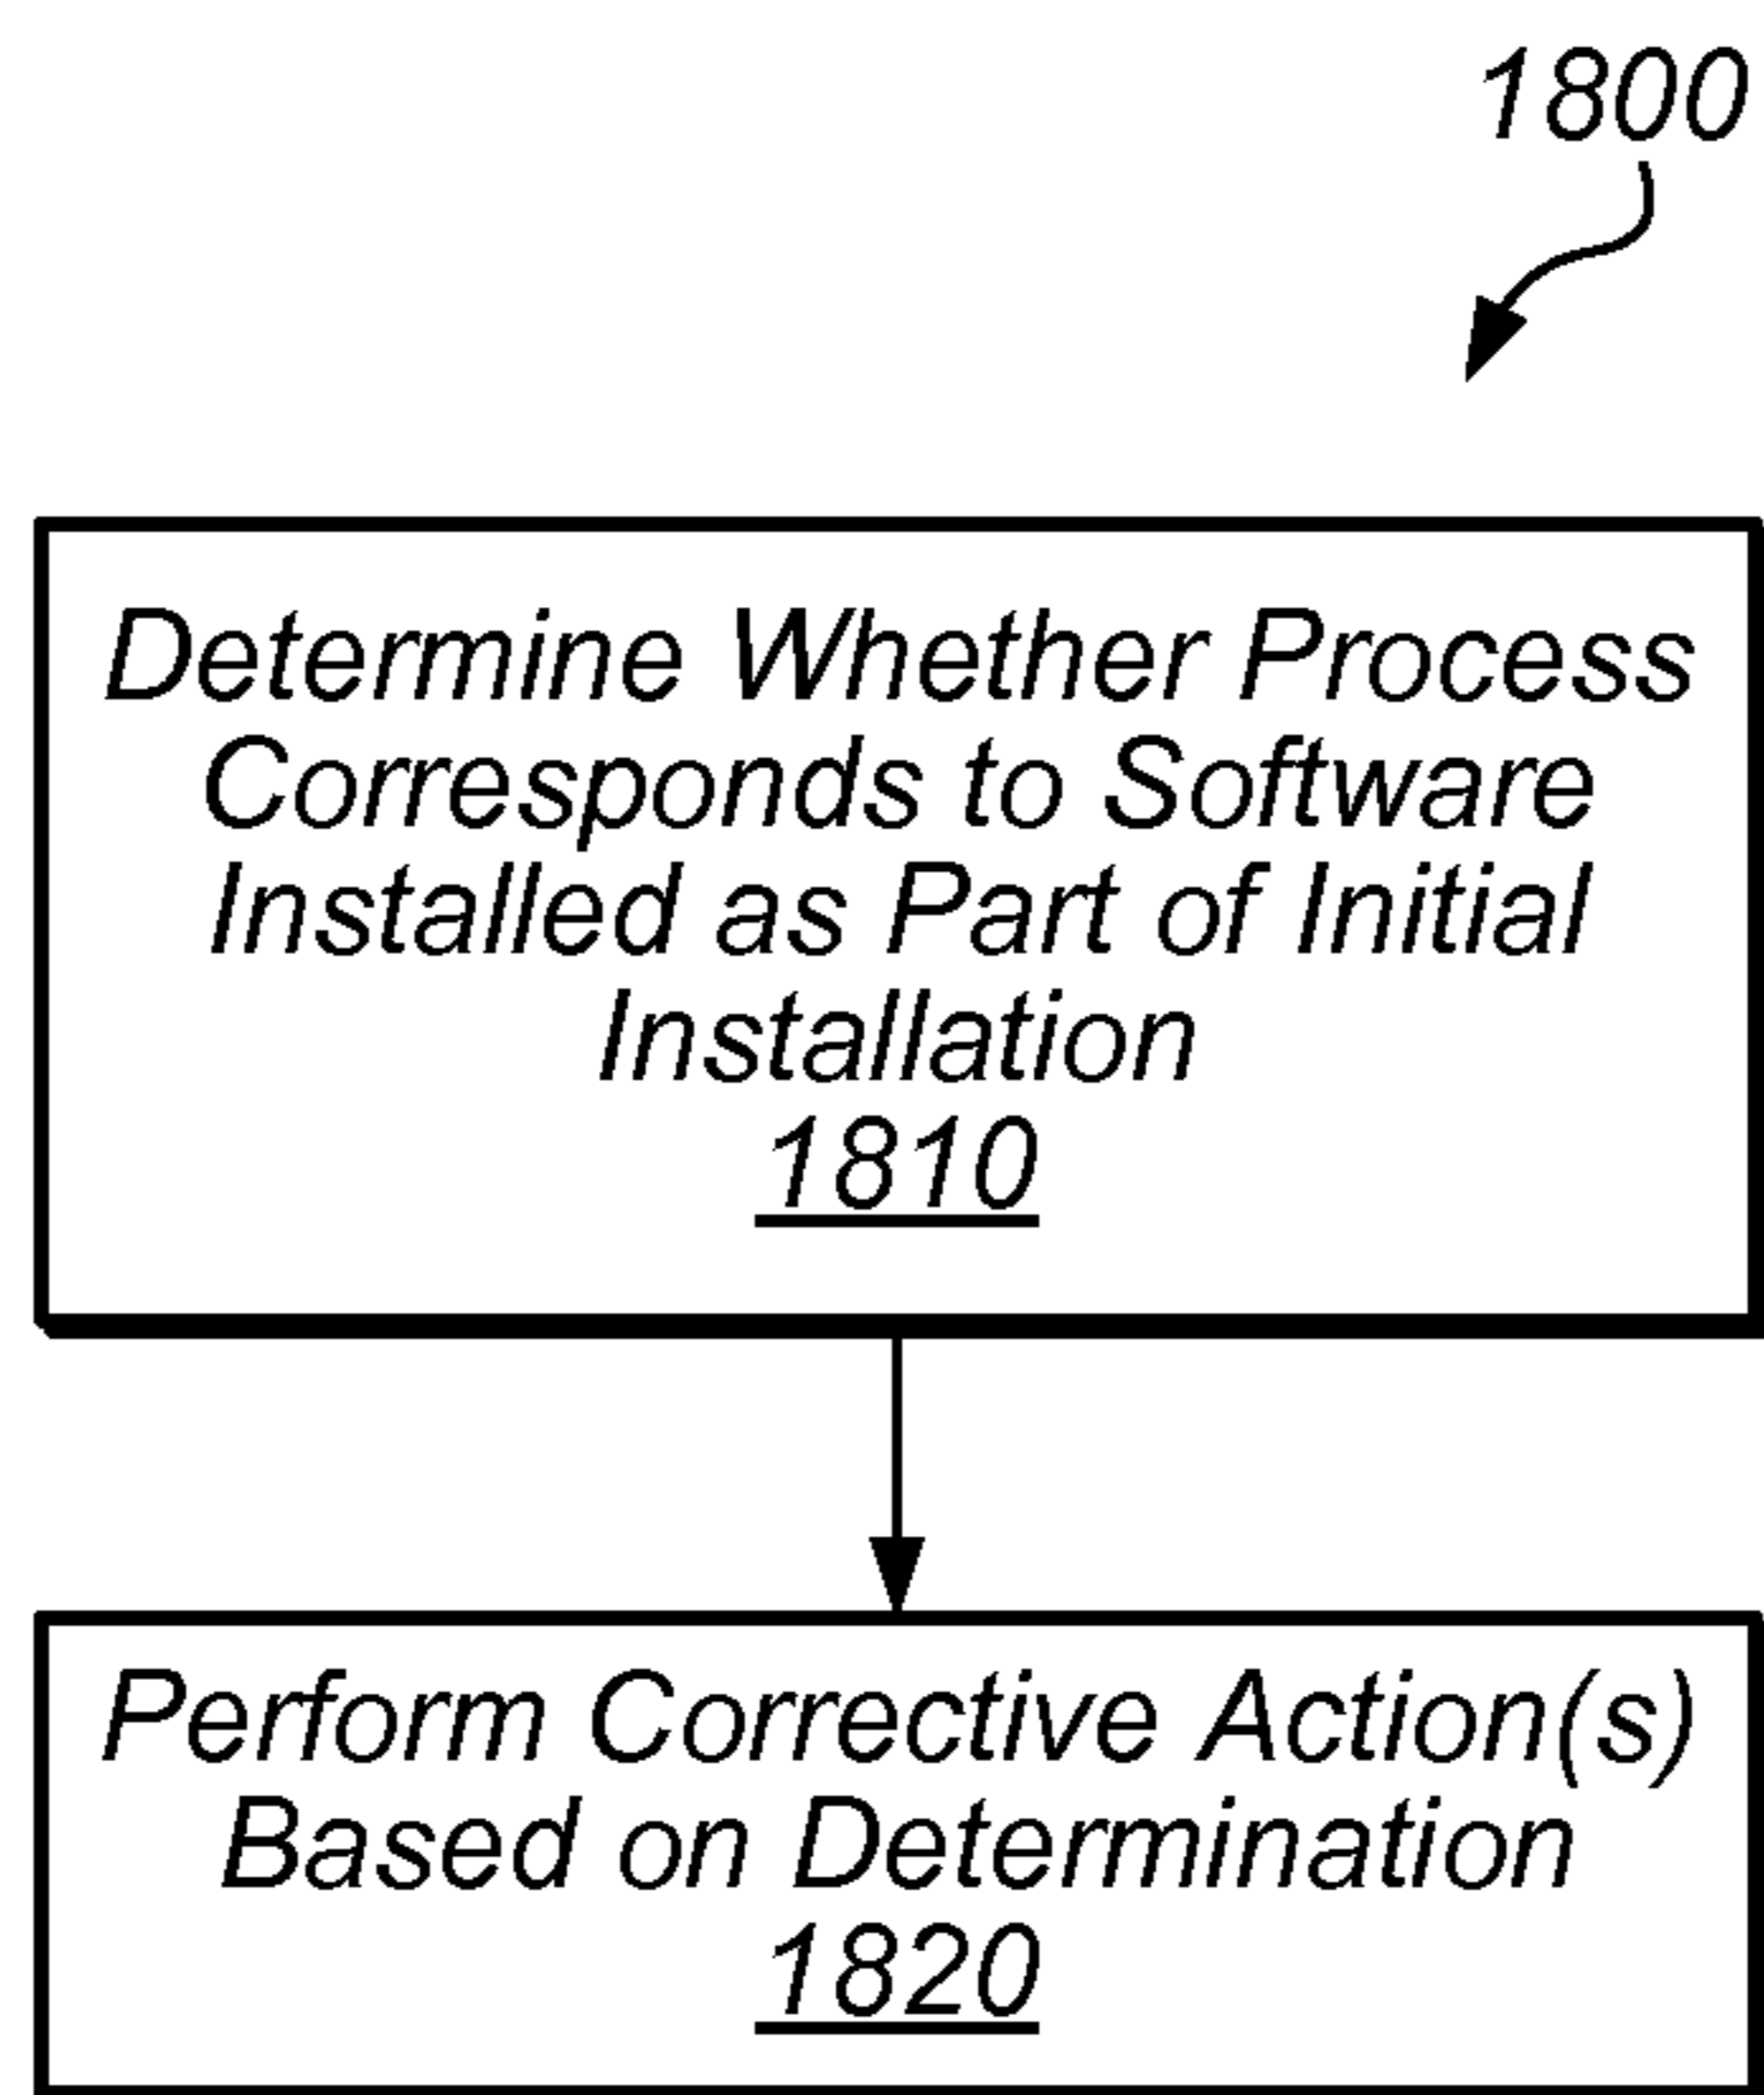 1800
Determine Whether Process
Corresponds to Software
Installed as Part of Initial
Installation
1810
Perform Corrective Action(s)
Based on Determination
1820